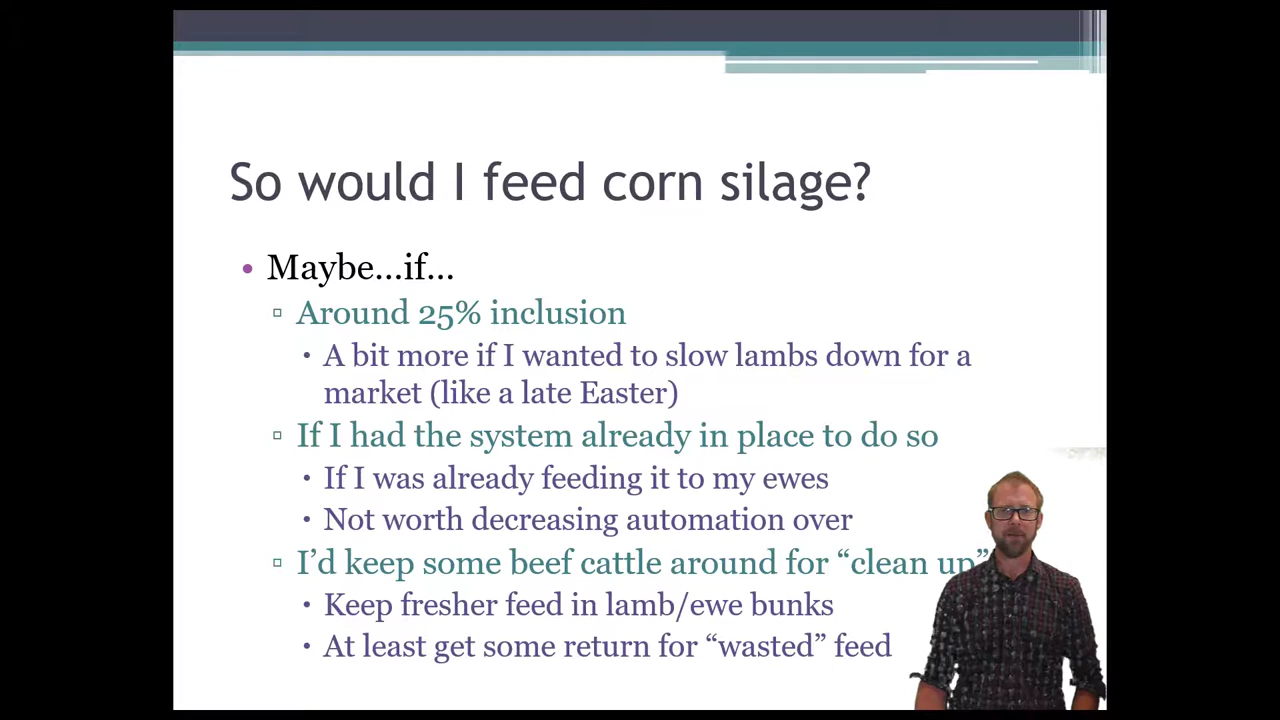 So would I feed corn silage?
• Maybe...if...
▫ Around 25% inclusion
• A bit more if I wanted to slow lambs down for a
market (like a late Easter)
▫ If I had the system already in place to do so
• If I was already feeding it to my ewes
• Not worth decreasing automation over
▫ I’d keep some beef cattle around for “clean up”
• Keep fresher feed in lamb/ewe bunks
• At least get some return for “wasted” feed